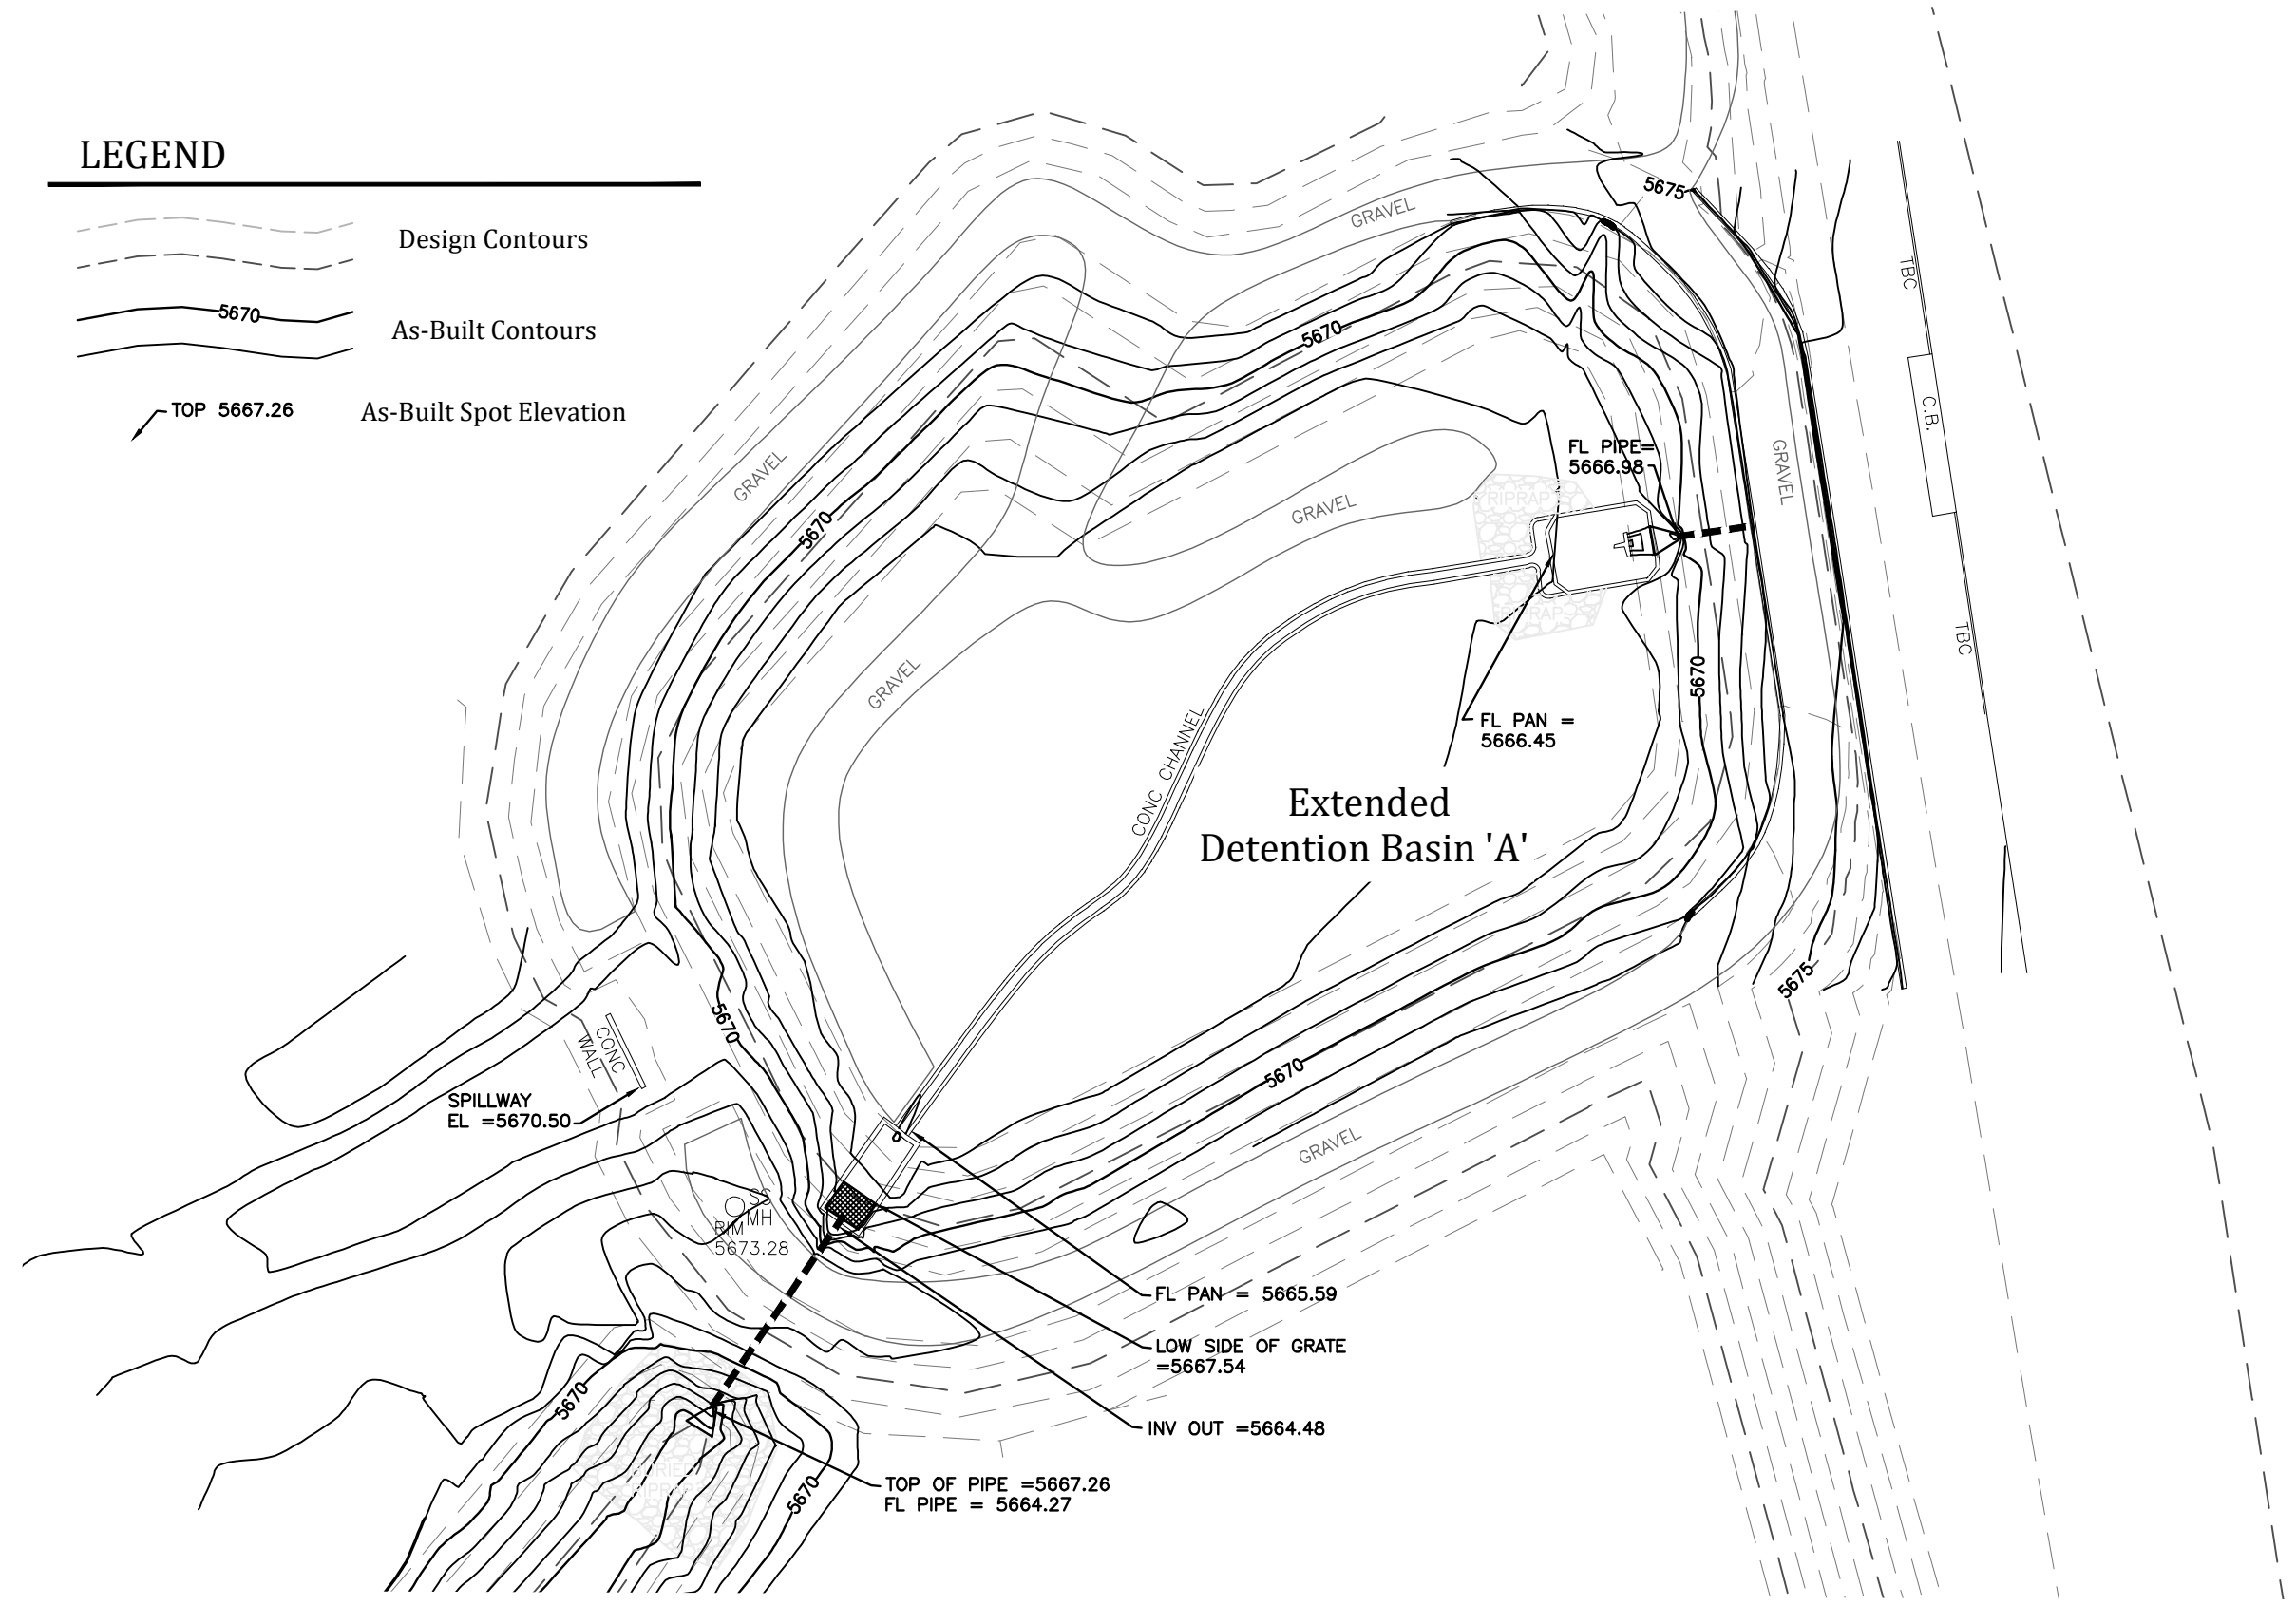 LEGEND
Design Contours
5670
As-Built Contours
TOP 5667.26
As-Built Spot Elevation
5675
GRAVEL
TBC
5670
C.B.
GRAVEL
FL PIPE=
5666.98
GRAVEL
RIPRAP
GRAVEL
5670
RIPRAP
TBC
5670
GRAVEL
FL PAN =
5666.45
CONC CHANNEL
Extended
Detention Basin 'A'
5675
5670
CONC
WALL
5670
SPILLWAY
EL =5670.50
GRAVEL
SS
MH
RIM
5673.28
FL PAN = 5665.59
LOW SIDE OF GRATE
=5667.54
5670
INV OUT =5664.48
BURIED
RIPRAP
5670
TOP OF PIPE =5667.26
FL PIPE = 5664.27